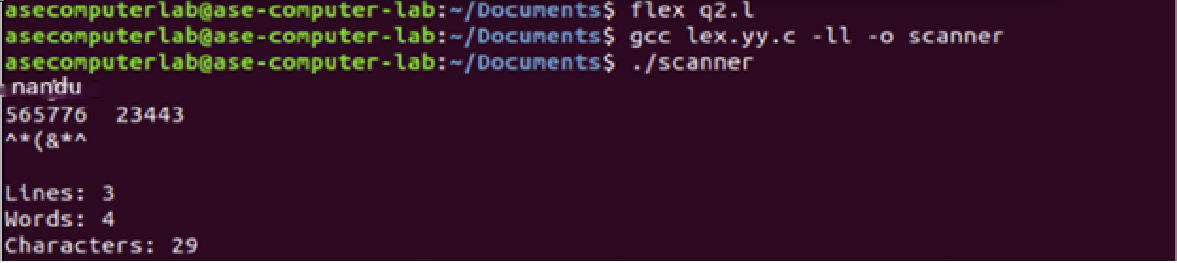 asecomputerlab@ase-computer-lab:~/Documents$ flex q2.l
asecomputerlab@ase-computer-lab:~/Documents$ gcc lex.yy.c -ll -o scanner
asecomputerlab@ase-computer-lab:~/Documents$ ./scanner
nandu
565776  23443
^*(&*^

Lines: 3
Words: 4
Characters: 29